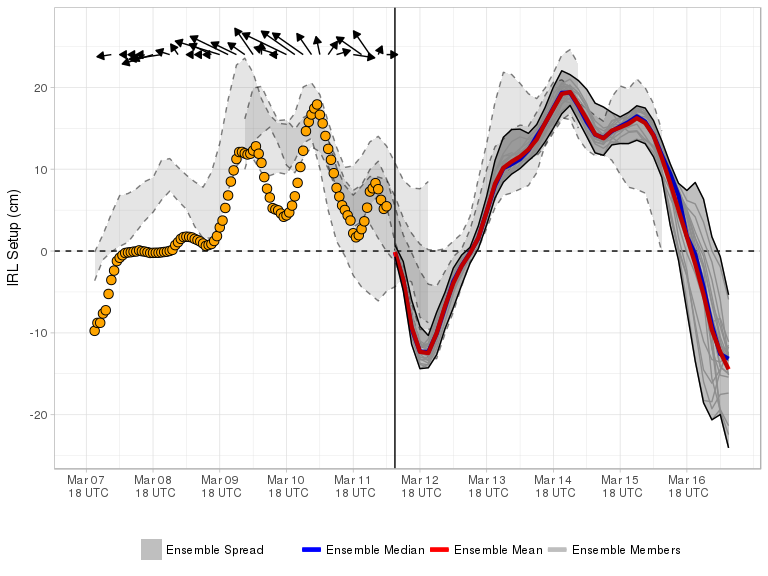 IRL Setup (cm)
20
10
0
-10
-20
Mar 07 Mar 08 Mar 09 Mar 10 Mar 11 Mar 12 Mar 13 Mar 14 Mar 15 Mar 16
18 UTC 18 UTC 18 UTC 18 UTC 18 UTC 18 UTC 18 UTC 18 UTC 18 UTC 18 UTC
Ensemble Spread Ensemble Median Ensemble Mean Ensemble Members